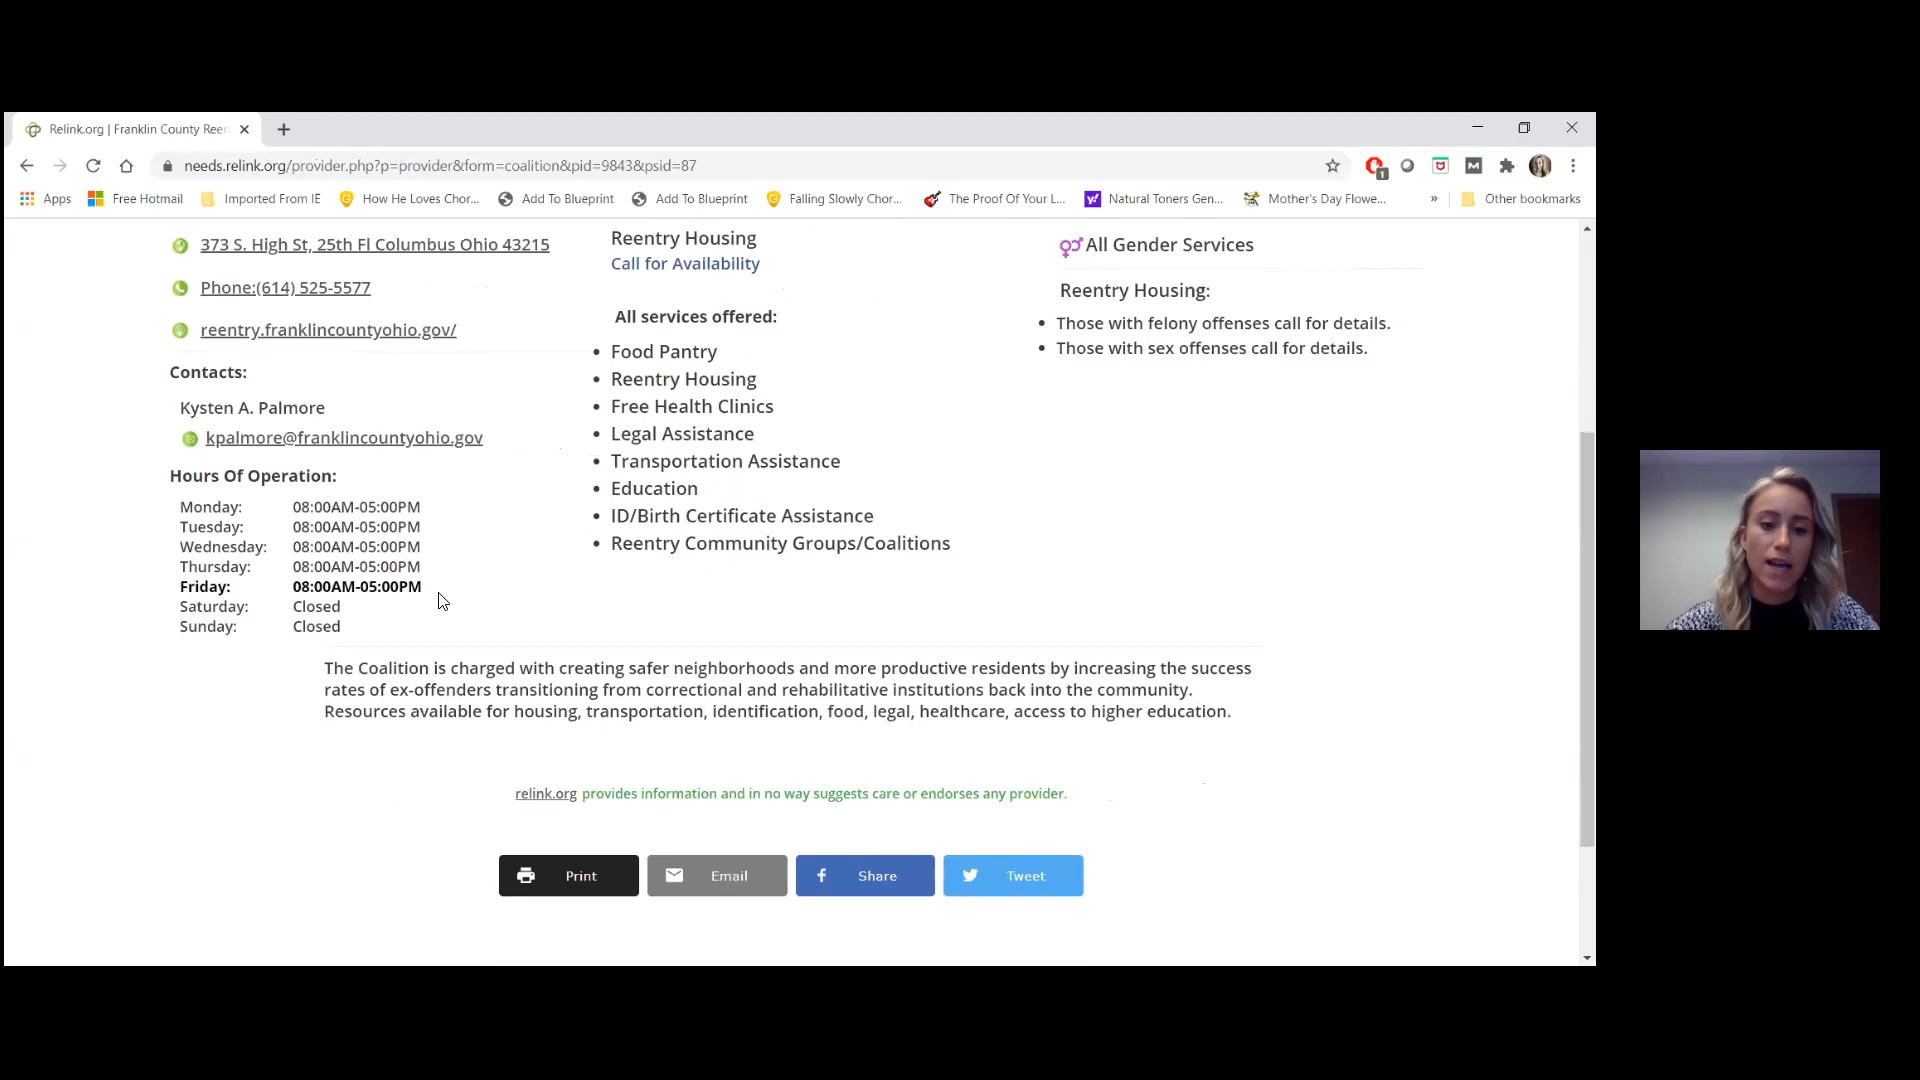 Relink.org | Franklin County Reen
needs.relink.org/provider.php?p=provider&form=coalition&pid=9843&psid=87
1
Apps
Free Hotmail
Imported From IE
How He Loves Chor...
Add To Blueprint
Add To Blueprint
Falling Slowly Chor...
The Proof Of Your L...
Natural Toners Gen...
Mother's Day Flowe...
»
Other bookmarks
373 S. High St, 25th Fl Columbus Ohio 43215
Phone:(614) 525-5577
reentry.franklincountyohio.gov/
Contacts:
Kysten A. Palmore
kpalmore@franklincountyohio.gov
Hours Of Operation:
Monday: 08:00AM-05:00PM
Tuesday: 08:00AM-05:00PM
Wednesday: 08:00AM-05:00PM
Thursday: 08:00AM-05:00PM
Friday: 08:00AM-05:00PM
Saturday: Closed
Sunday: Closed
Reentry Housing
Call for Availability
All services offered:
• Food Pantry
• Reentry Housing
• Free Health Clinics
• Legal Assistance
• Transportation Assistance
• Education
• ID/Birth Certificate Assistance
• Reentry Community Groups/Coalitions
All Gender Services
Reentry Housing:
• Those with felony offenses call for details.
• Those with sex offenses call for details.
The Coalition is charged with creating safer neighborhoods and more productive residents by increasing the success
rates of ex-offenders transitioning from correctional and rehabilitative institutions back into the community.
Resources available for housing, transportation, identification, food, legal, healthcare, access to higher education.
relink.org provides information and in no way suggests care or endorses any provider.
Print
Email
Share
Tweet